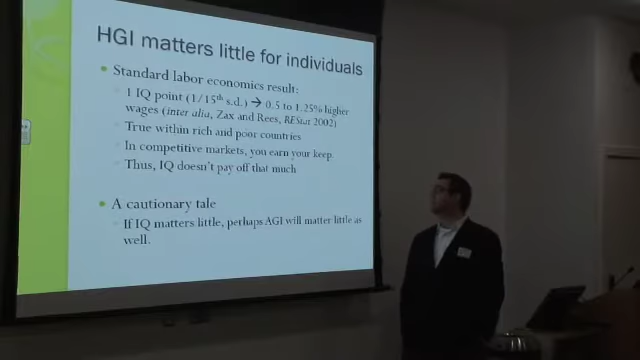 HGI matters little for individuals
Standard labor economics result:
1 IQ point (1/15th s.d.) → 0.5 to 1.25% higher
wages (inter alia, Zax and Rees, REStat 2002)
True within rich and poor countries
In competitive markets, you earn your keep.
Thus, IQ doesn't pay off that much
A cautionary tale
If IQ matters little, perhaps AGI will matter little as
well.